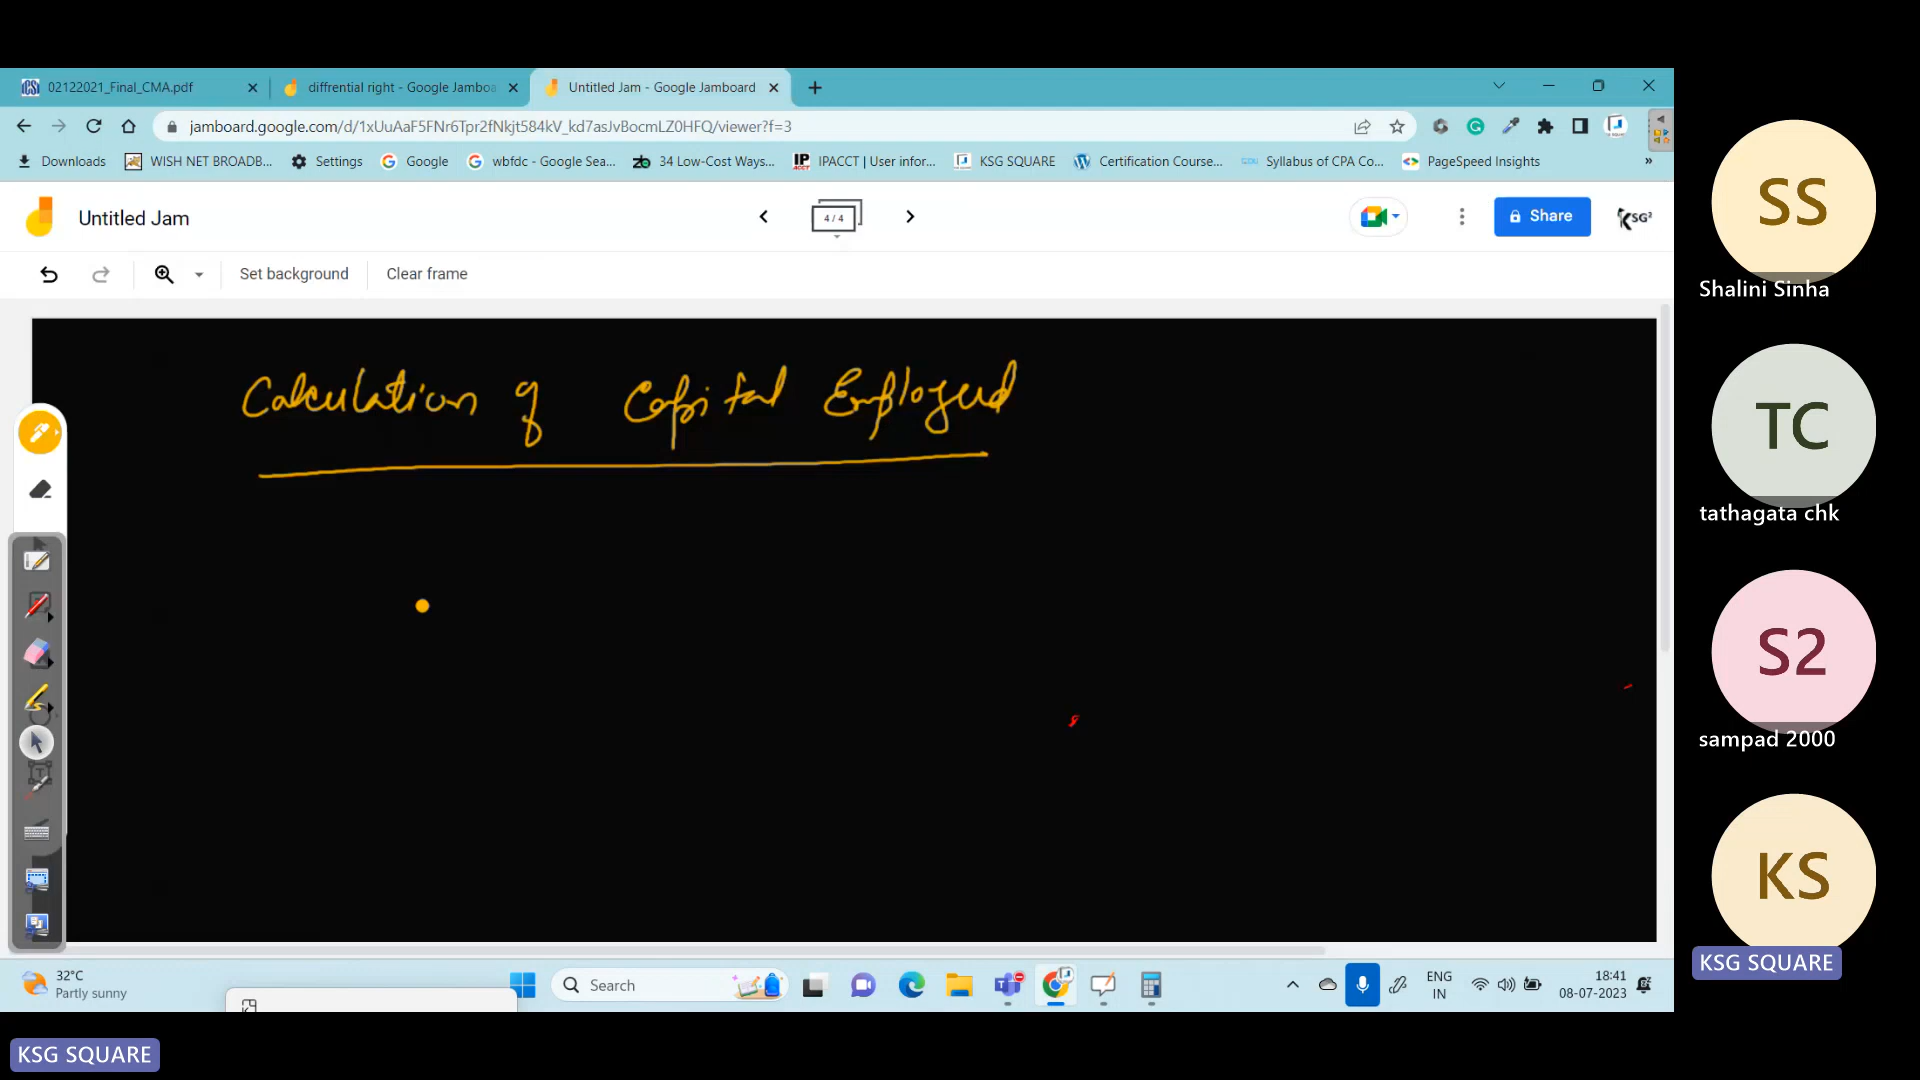 02122021_Final_CMA.pdf
diffrential right - Google Jamboa
Untitled Jam - Google Jamboard
jamboard.google.com/d/1xUuAaF5FNr6Tpr2fNkjt584kV_kd7asJvBocmLZ0HFQ/viewer?f=3
Downloads
WISH NET BROADB...
Settings
Google
wbfdc - Google Sea...
34 Low-Cost Ways...
IPACCT | User infor...
KSG SQUARE
Certification Course...
Syllabus of CPA Co...
PageSpeed Insights
Untitled Jam
4 / 4
Share
KSG²
Set background
Clear frame
Calculation of Capital Employed
SS
Shalini Sinha
TC
tathagata chk
S2
sampad 2000
KS
KSG SQUARE
32°C
Partly sunny
Search
ENG
IN
18:41
08-07-2023
KSG SQUARE